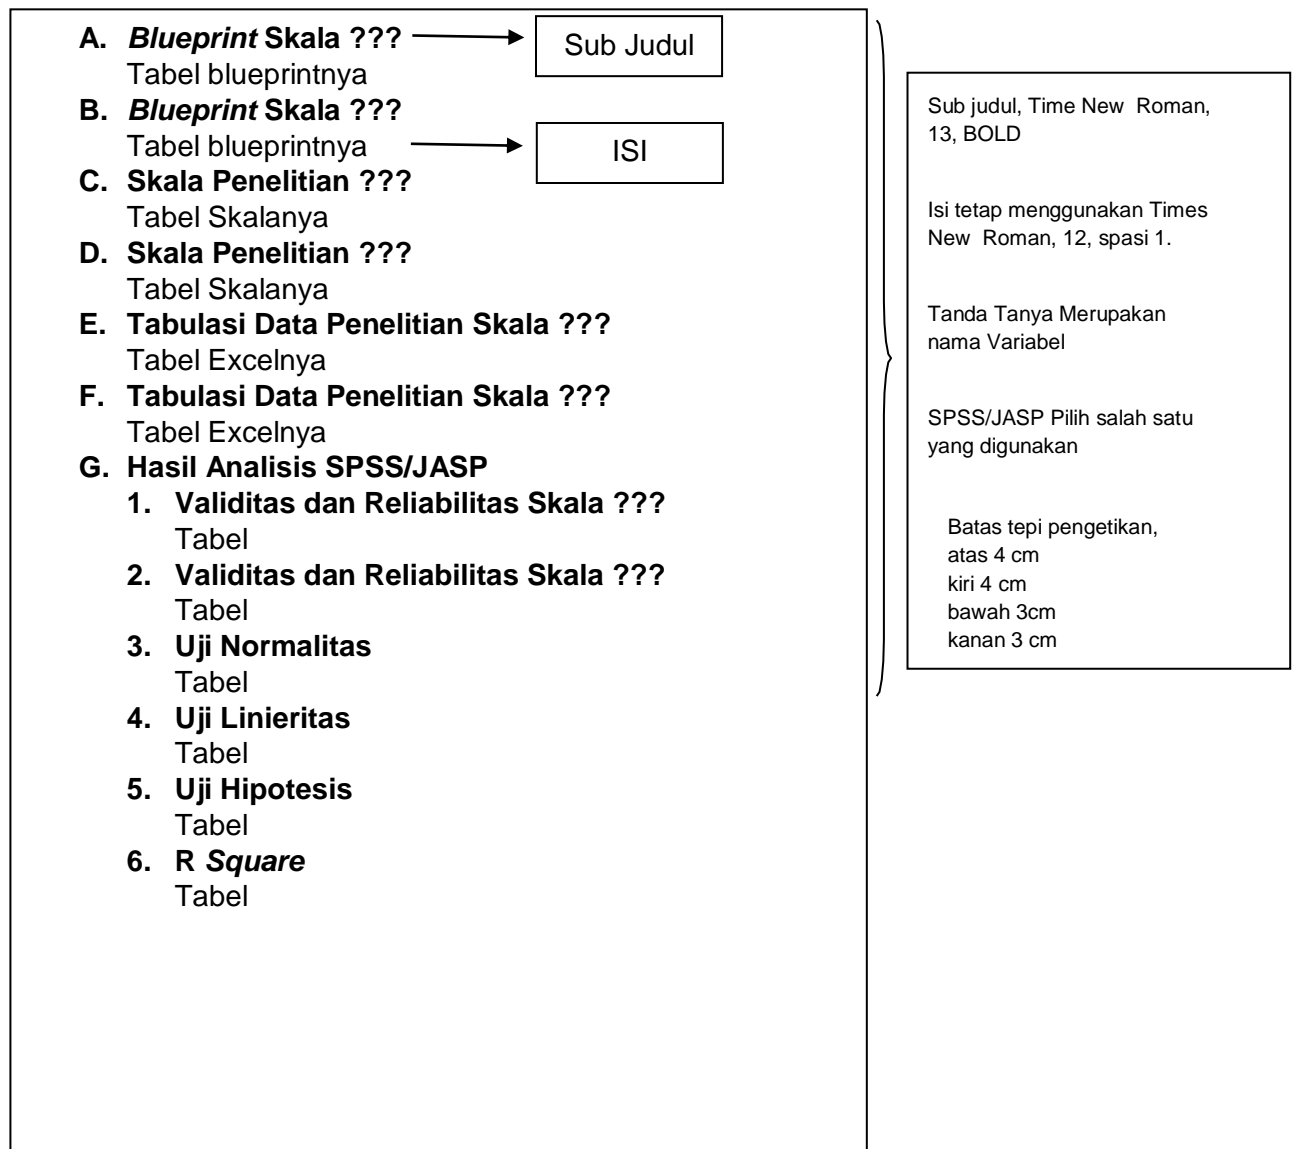 A. Blueprint Skala ???
Sub Judul
Tabel blueprintnya
B. Blueprint Skala ???
Tabel blueprintnya
ISI
C. Skala Penelitian ???
Tabel Skalanya
D. Skala Penelitian ???
Tabel Skalanya
E. Tabulasi Data Penelitian Skala ???
Tabel Excelnya
F. Tabulasi Data Penelitian Skala ???
Tabel Excelnya
G. Hasil Analisis SPSS/JASP
1. Validitas dan Reliabilitas Skala ???
Tabel
2. Validitas dan Reliabilitas Skala ???
Tabel
3. Uji Normalitas
Tabel
4. Uji Linieritas
Tabel
5. Uji Hipotesis
Tabel
6. R Square
Tabel
Sub judul, Time New Roman,
13, BOLD
Isi tetap menggunakan Times
New Roman, 12, spasi 1.
Tanda Tanya Merupakan
nama Variabel
SPSS/JASP Pilih salah satu
yang digunakan
Batas tepi pengetikan,
atas 4 cm
kiri 4 cm
bawah 3cm
kanan 3 cm